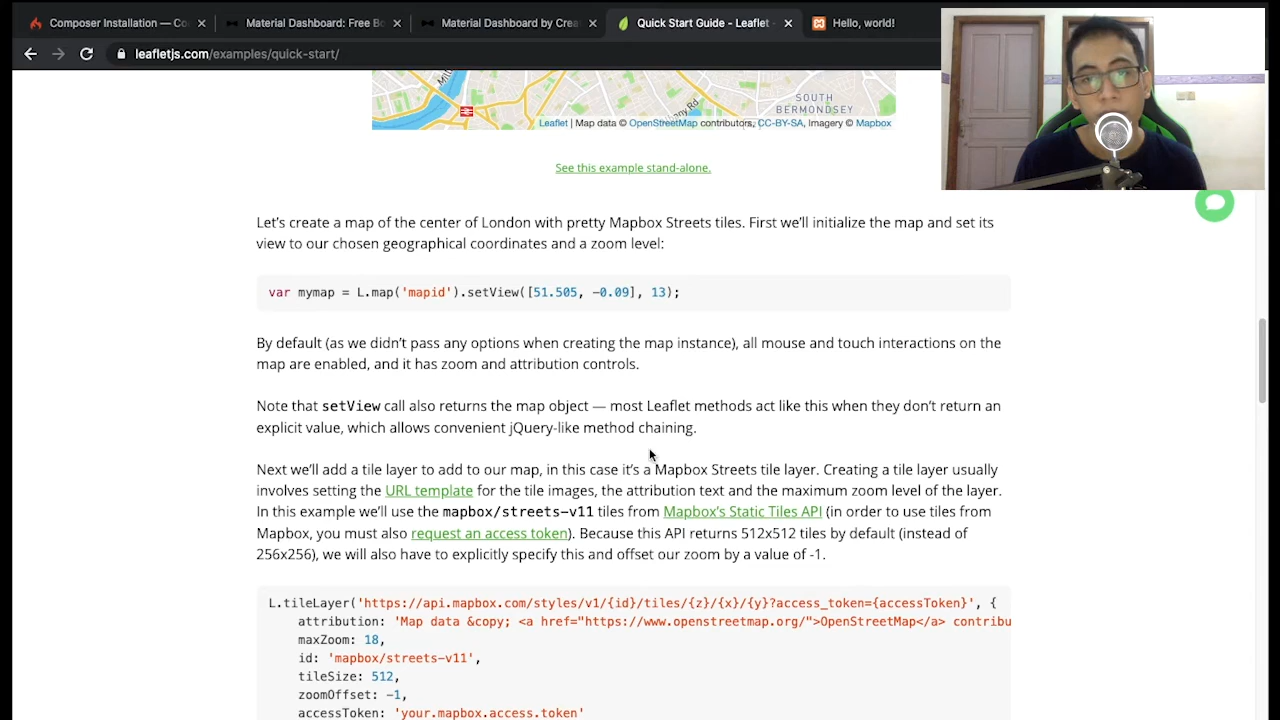 Composer Installation — Co
Material Dashboard: Free Bo
Material Dashboard by Crea
Quick Start Guide - Leaflet -
Hello, world!
leafletjs.com/examples/quick-start/
SOUTH
BERMONDSEY
Leaflet | Map data © OpenStreetMap contributors, CC-BY-SA, Imagery © Mapbox
See this example stand-alone.
Let's create a map of the center of London with pretty Mapbox Streets tiles. First we'll initialize the map and set its
view to our chosen geographical coordinates and a zoom level:
var mymap = L.map('mapid').setView([51.505, -0.09], 13);
By default (as we didn't pass any options when creating the map instance), all mouse and touch interactions on the
map are enabled, and it has zoom and attribution controls.
Note that setView call also returns the map object — most Leaflet methods act like this when they don't return an
explicit value, which allows convenient jQuery-like method chaining.
Next we'll add a tile layer to add to our map, in this case it's a Mapbox Streets tile layer. Creating a tile layer usually
involves setting the URL template for the tile images, the attribution text and the maximum zoom level of the layer.
In this example we'll use the mapbox/streets-v11 tiles from Mapbox's Static Tiles API (in order to use tiles from
Mapbox, you must also request an access token). Because this API returns 512x512 tiles by default (instead of
256x256), we will also have to explicitly specify this and offset our zoom by a value of -1.
L.tileLayer('https://api.mapbox.com/styles/v1/{id}/tiles/{z}/{x}/{y}?access_token={accessToken}', {
attribution: 'Map data &copy; <a href="https://www.openstreetmap.org/">OpenStreetMap</a> contribu
maxZoom: 18,
id: 'mapbox/streets-v11',
tileSize: 512,
zoomOffset: -1,
accessToken: 'your.mapbox.access.token'